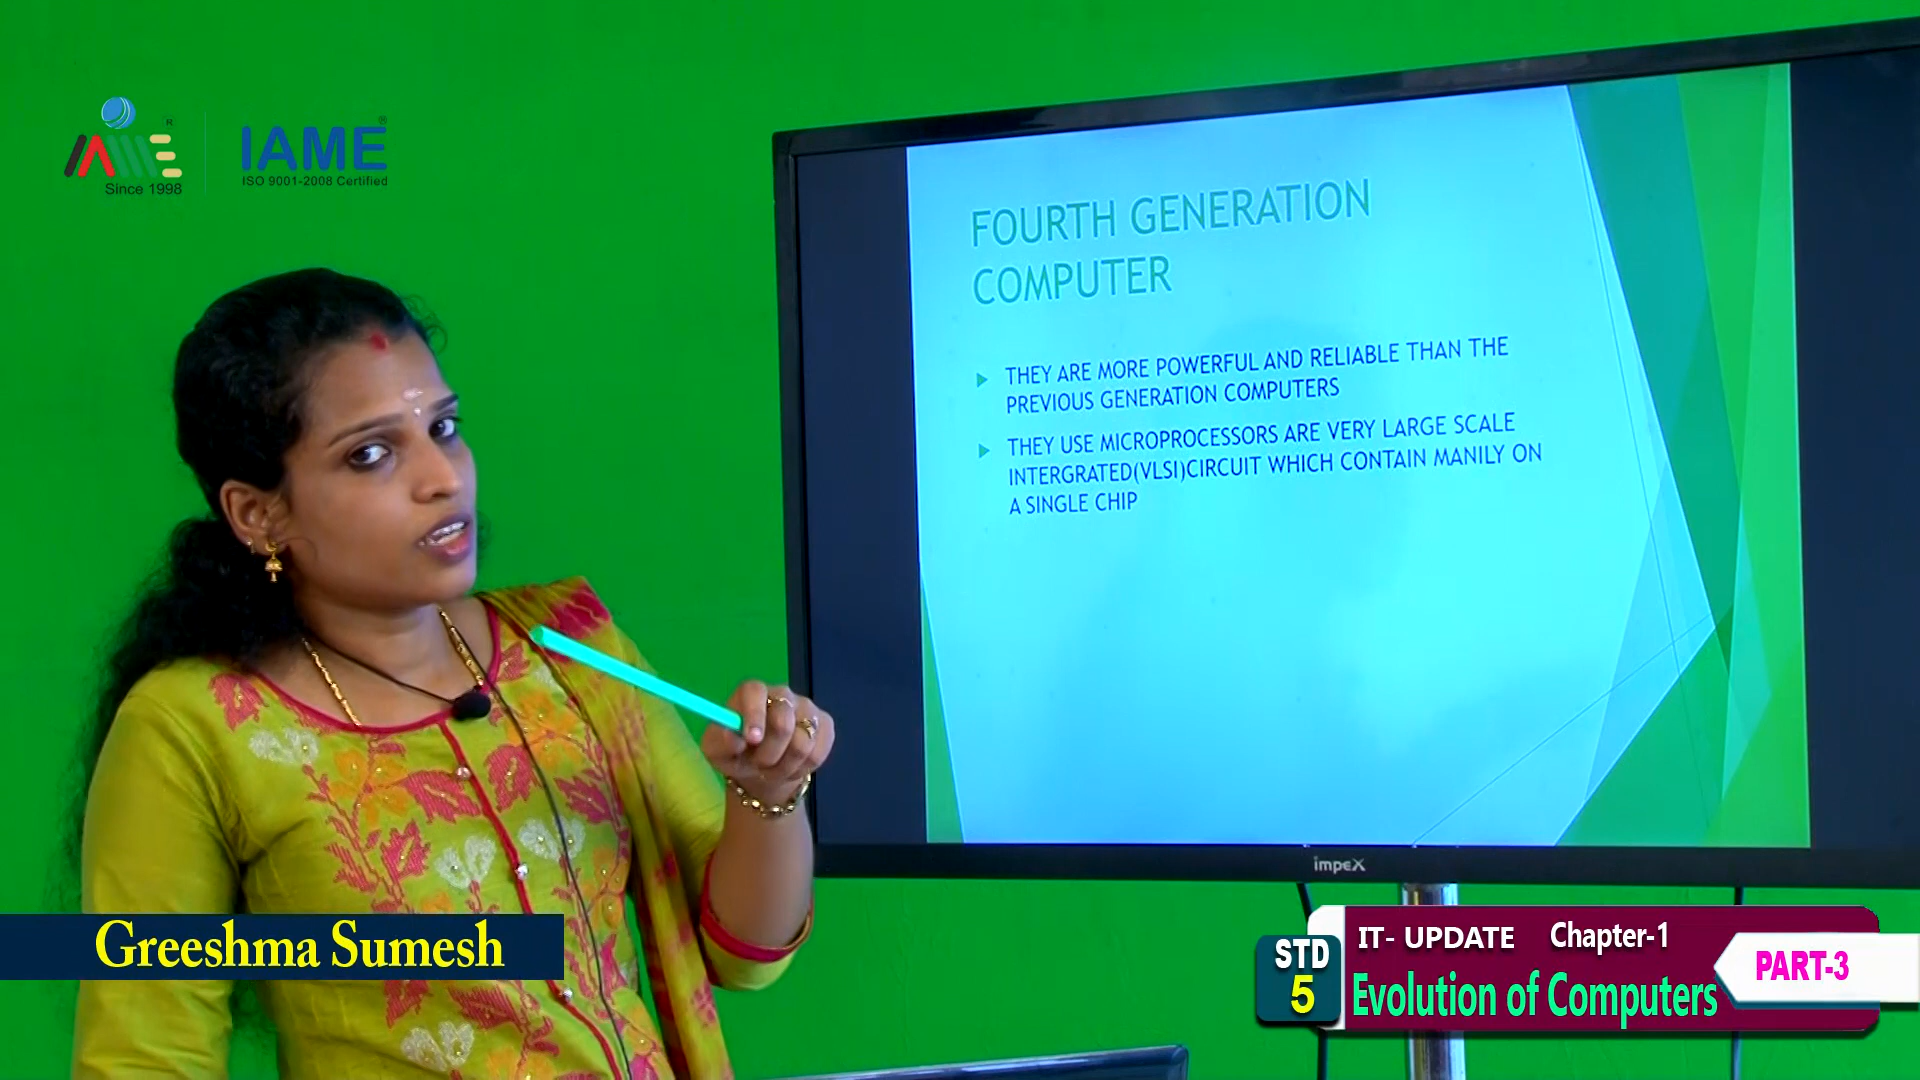 IAME
Since 1998
IAME
ISO 9001-2008 Certified
FOURTH GENERATION
COMPUTER
THEY ARE MORE POWERFUL AND RELIABLE THAN THE
PREVIOUS GENERATION COMPUTERS
THEY USE MICROPROCESSORS ARE VERY LARGE SCALE
INTERGRATED(VLSI)CIRCUIT WHICH CONTAIN MANILY ON
A SINGLE CHIP
impex
Greeshma Sumesh
STD
5
IT- UPDATE Chapter-1
Evolution of Computers
PART-3